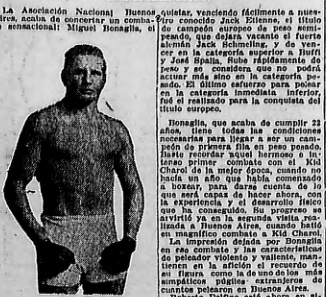 La Asociación Nacional Buenos
ires, acaba de concertar un comba-
e sensacional: Miguel Bonaglia, el
quistar, venciendo fácilmente a nues-
tro conocido Jack Etienne, el título
de campeón europeo de peso semi-
pesado, que dejara vacante el fuerte
alemán Jack Schmeling, y de ven-
cer en la categoría superior a Buffi
y José Spalla. Sube rápidamente de
peso y se considera que no podrá
actuar más sino en la categoría pe-
sado. El último esfuerzo para pelear
en la categoría inmediata inferior,
fué el realizado para la conquista del
título europeo.
Bonaglia, que acaba de cumplir 22
años, tiene todas las condiciones
necesarias para llegar a ser un cam-
peón de primera fila en peso pesado.
Baste recordar aquel hermoso e in-
tenso primer combate con el Kid
Charol de la mejor época, cuando no
hacía un año que había comenzado
a boxear, para darse cuenta de lo
que será capaz de hacer ahora, con
la experiencia y el desarrollo físico
que ha conseguido. Su progreso se
advirtió ya en la segunda visita rea-
lizada a Buenos Aires, cuando batió
en magnífico combate a Kid Charol.
La impresión dejada por Bonaglia
en ese combate y las características
de peleador violento y valiente, man-
tienen en la afición el recuerdo de
su figura como la de uno de los más
simpáticos púgiles extranjeros de
cuantos pelearon en Buenos Aires.